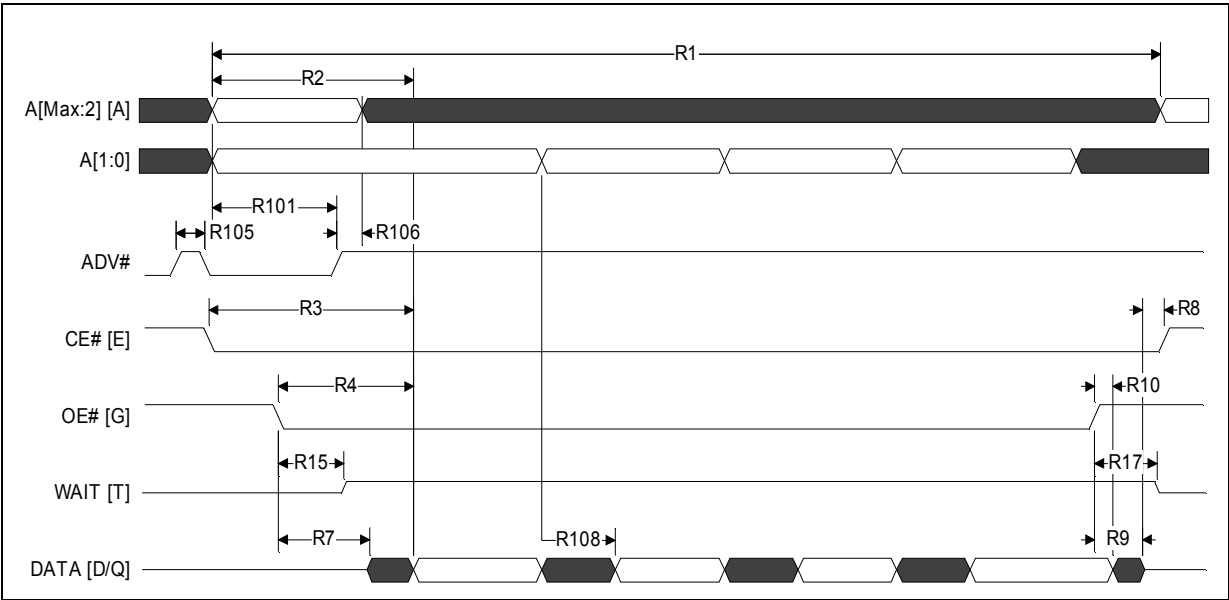 R1
R2
A[Max:2] [A]
A[1:0]
R101
R105
R106
ADV#
R3
R8
CE# [E]
R4
R10
OE# [G]
R15
R17
WAIT [T]
R7
R108
R9
DATA [D/Q]